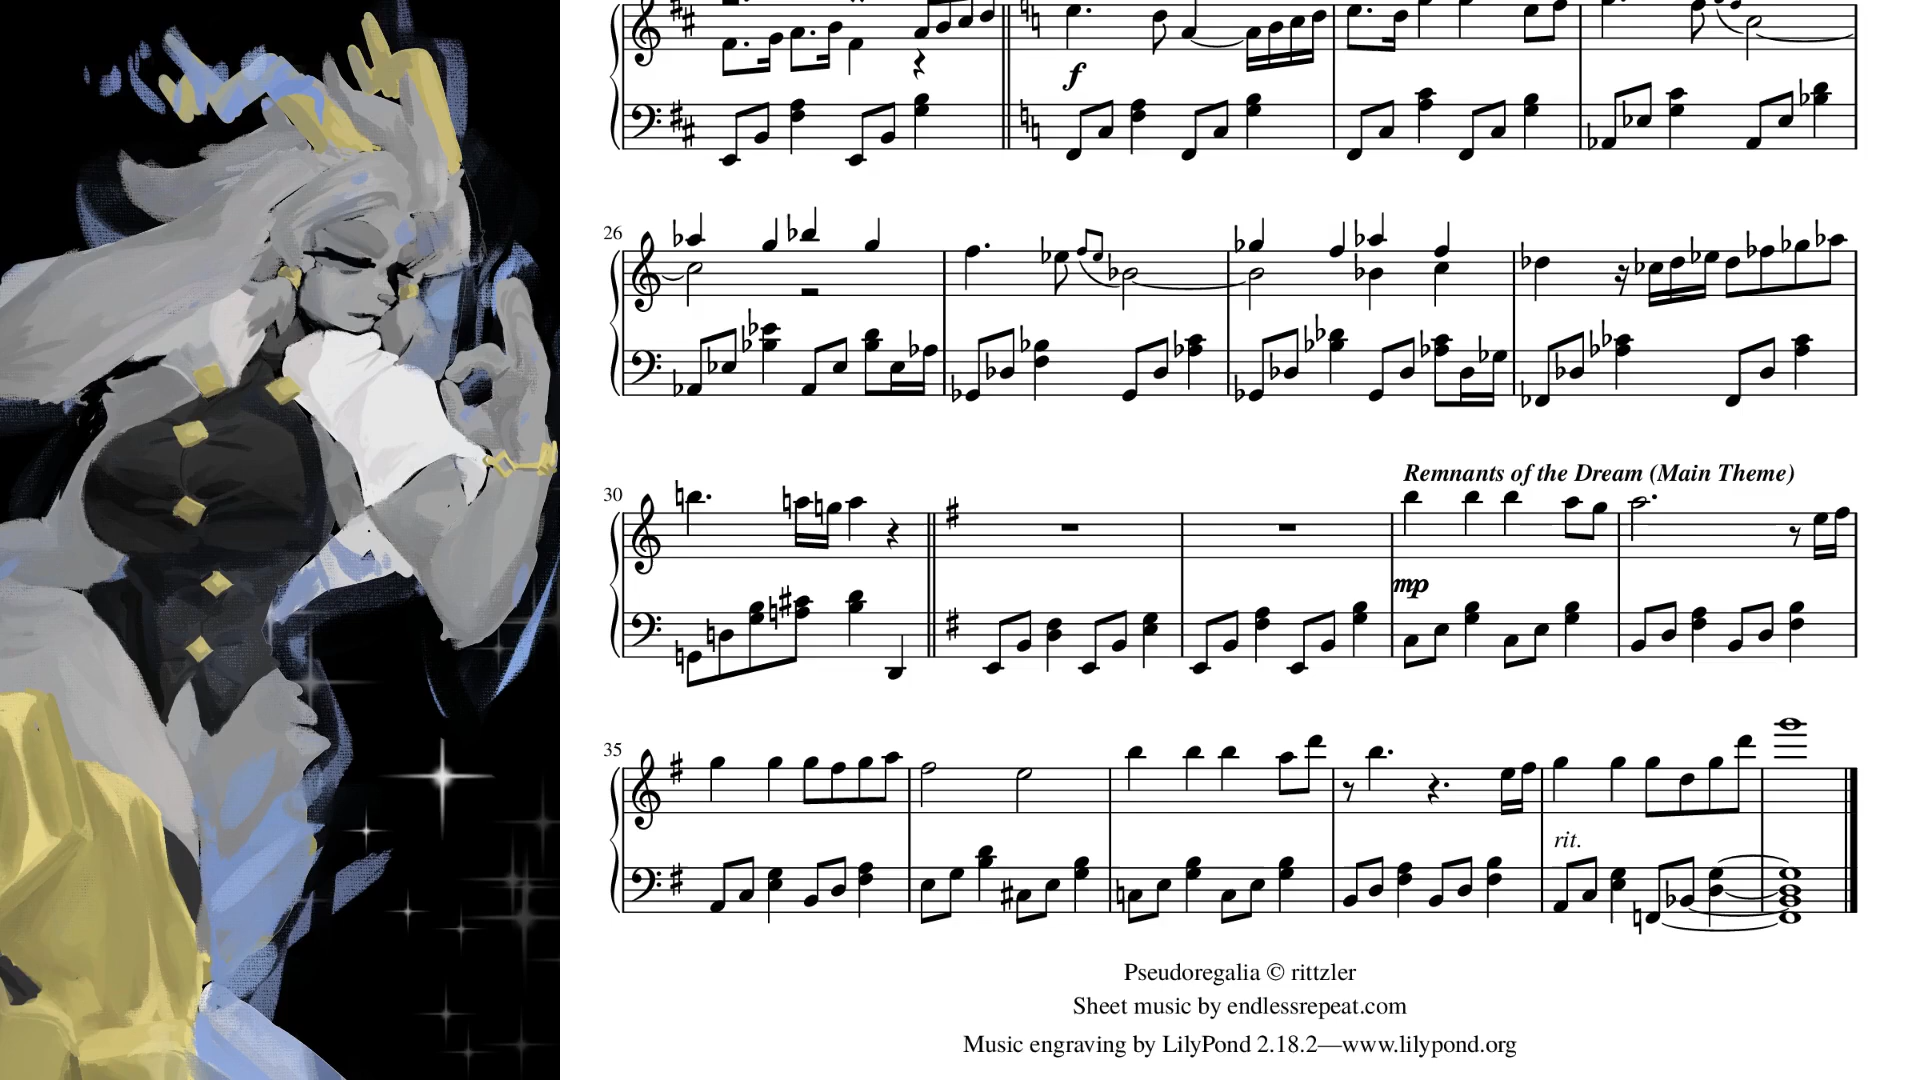 f
26
30
Remnants of the Dream (Main Theme)
mp
35
rit.
Pseudoregalia © rittzler
Sheet music by endlessrepeat.com
Music engraving by LilyPond 2.18.2—www.lilypond.org